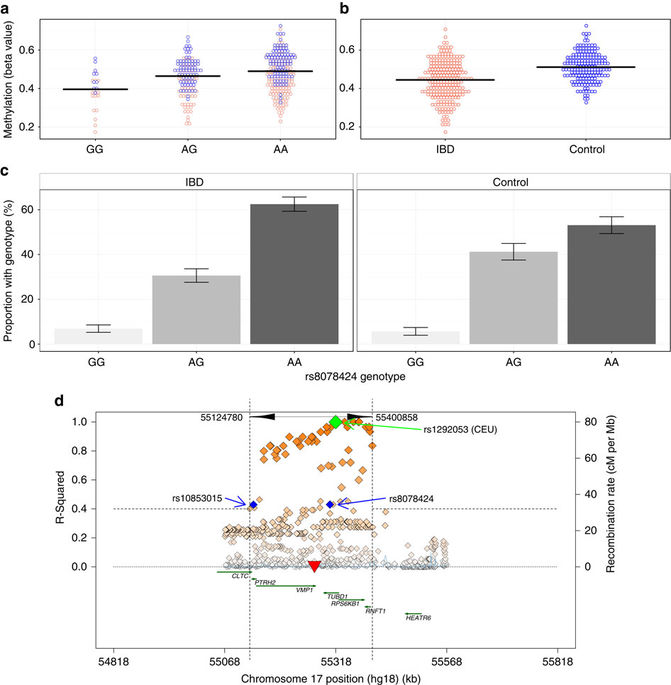 a
b
Methylation (beta value)
0.6
0.4
0.2
GG
AG
AA
0.6
0.4
0.2
IBD
Control
c
IBD
Control
Proportion with genotype (%)
60
40
20
0
GG
AG
AA
GG
AG
AA
rs8078424 genotype
d
55124780
55400858
rs1292053 (CEU)
rs10853015
rs8078424
R-Squared
1.0
0.8
0.6
0.4
0.2
0.0
Recombination rate (cM per Mb)
80
60
40
20
0
CLTC
PTRH2
VMP1
TUBD1
RPS6KB1
RNFT1
HEATR6
54818
55068
55318
55568
55818
Chromosome 17 position (hg18) (kb)